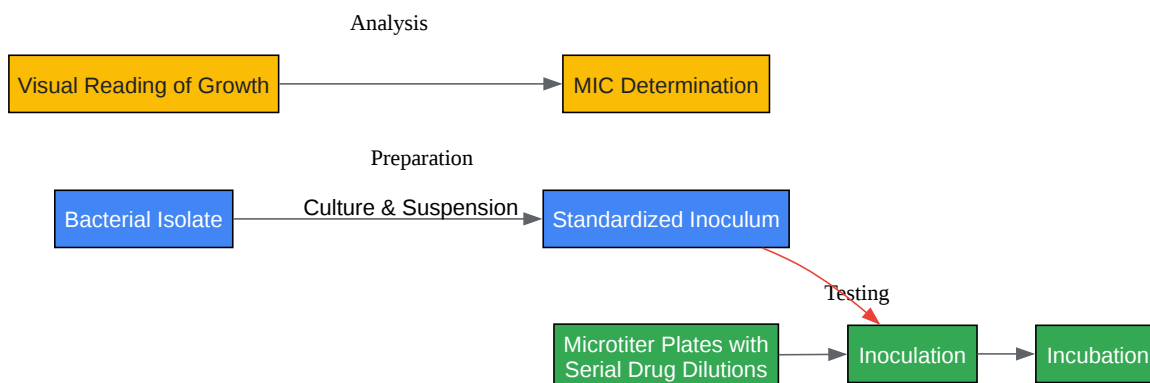 Analysis
Visual Reading of Growth
MIC Determination
Preparation
Bacterial Isolate
Culture & Suspension
Standardized Inoculum
Testing
Microtiter Plates with
Serial Drug Dilutions
Inoculation
Incubation